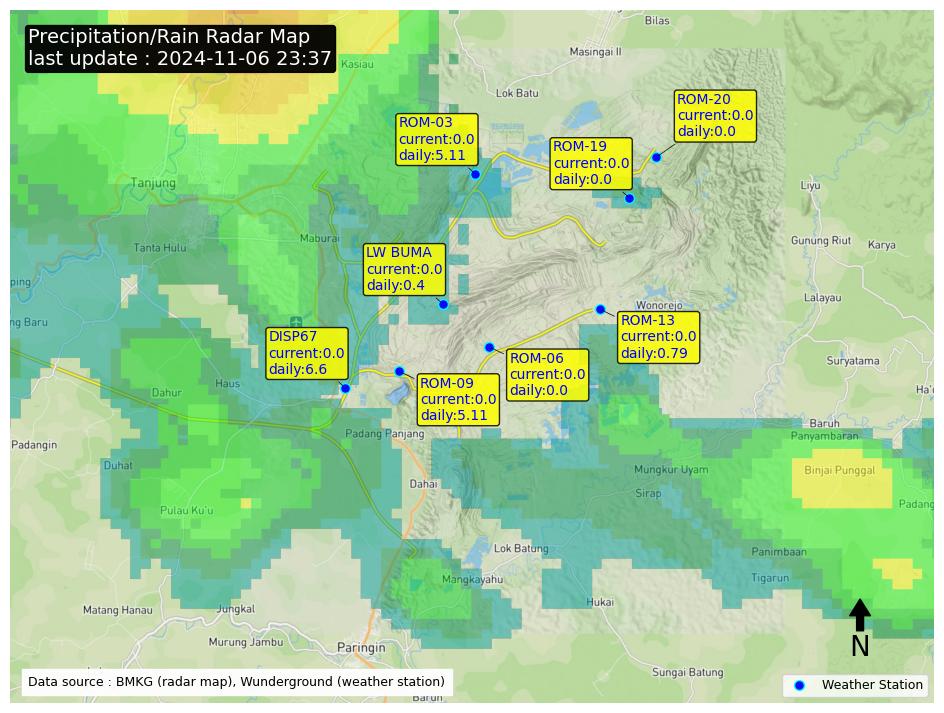 Precipitation/Rain Radar Map
last update : 2024-11-06 23:37
Bilas
Masingai II
Kasiau
Lok Batu
ROM-20
current:0.0
daily:0.0
ROM-03
current:0.0
daily:5.11
ROM-19
current:0.0
daily:0.0
Tanjung
Liyu
Maburai
Tanta Hulu
Gunung Riut
Karya
LW BUMA
current:0.0
daily:0.4
ping
Lalayau
Wonorejo
ng Baru
ROM-13
current:0.0
daily:0.79
DISP67
current:0.0
daily:6.6
ROM-06
current:0.0
daily:0.0
Suryatama
Haus
ROM-09
current:0.0
daily:5.11
Dahur
Ha'
Baruh
Padang Panjang
Panyambaran
Padangin
Duhat
Mungkur Uyam
Binjai Punggal
Dahai
Sirap
Padang
Pulau Ku'u
Lok Batung
Panimbaan
Mangkayahu
Tigarun
Hukai
Matang Hanau
Jungkal
Murung Jambu
Paringin
N
Sungai Batung
Data source : BMKG (radar map), Wunderground (weather station)
Weather Station
Baruh